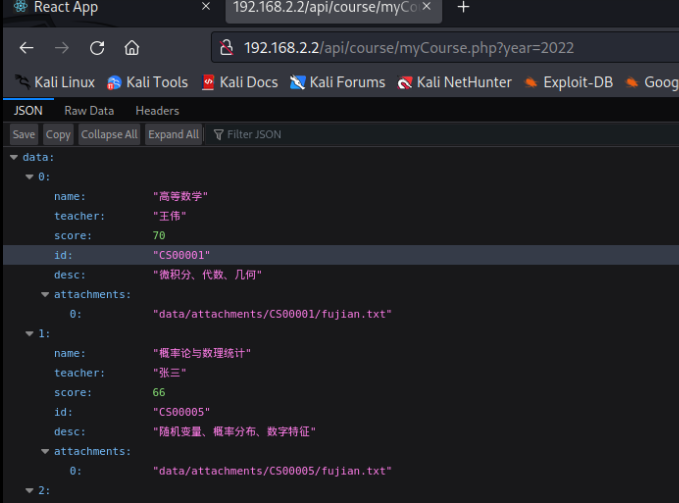 React App × 192.168.2.2/api/course/myCo × +
192.168.2.2/api/course/myCourse.php?year=2022
Kali Linux Kali Tools Kali Docs Kali Forums Kali NetHunter Exploit-DB Goog
JSON Raw Data Headers
Save Copy Collapse All Expand All Filter JSON
data:
0:
name: "高等数学"
teacher: "王伟"
score: 70
id: "CS00001"
desc: "微积分、代数、几何"
attachments:
0: "data/attachments/CS00001/fujian.txt"
1:
name: "概率论与数理统计"
teacher: "张三"
score: 66
id: "CS00005"
desc: "随机变量、概率分布、数字特征"
attachments:
0: "data/attachments/CS00005/fujian.txt"
2: